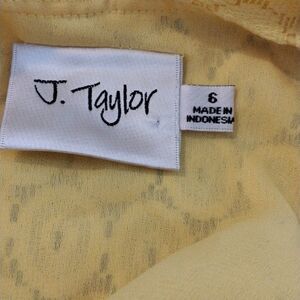 J. Taylor
6
MADE IN
INDONESIA